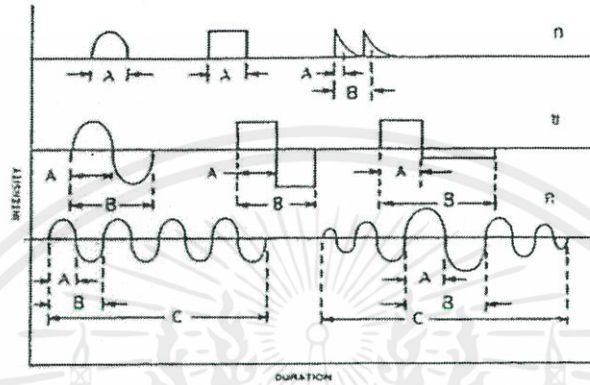 ก
A A A
B
ข
A A A
B B B
ค
A A
B B
C C
INTENSITY
DURATION